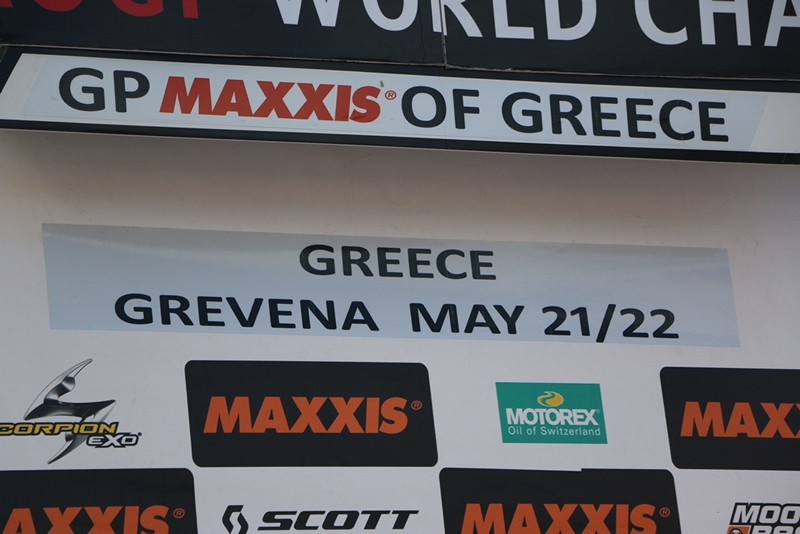 WORLD CHA
GP MAXXIS® OF GREECE
GREECE
GREVENA MAY 21/22
SCORPION EXO®
MAXXIS®
MOTOREX®
Oil of Switzerland
MAXX
MAXXIS®
SCOTT
MAXXIS®
MOO